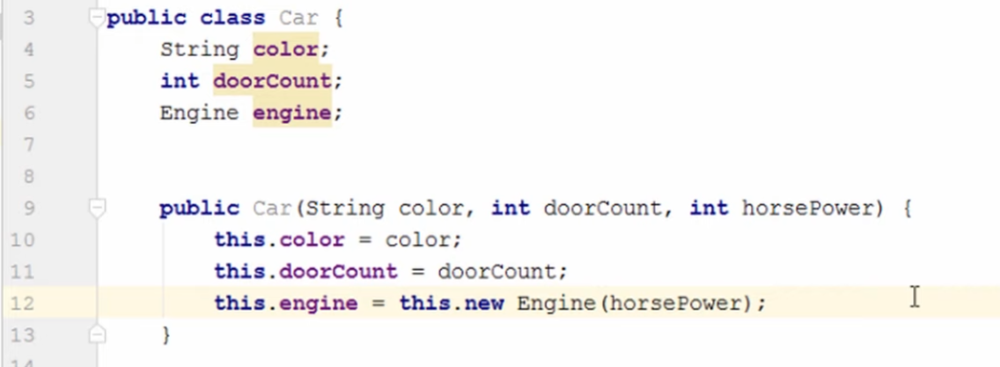 3 public class Car {
4 String color;
5 int doorCount;
6 Engine engine;
7
8
9 public Car(String color, int doorCount, int horsePower) {
10 this.color = color;
11 this.doorCount = doorCount;
12 this.engine = this.new Engine(horsePower);
13 }
14